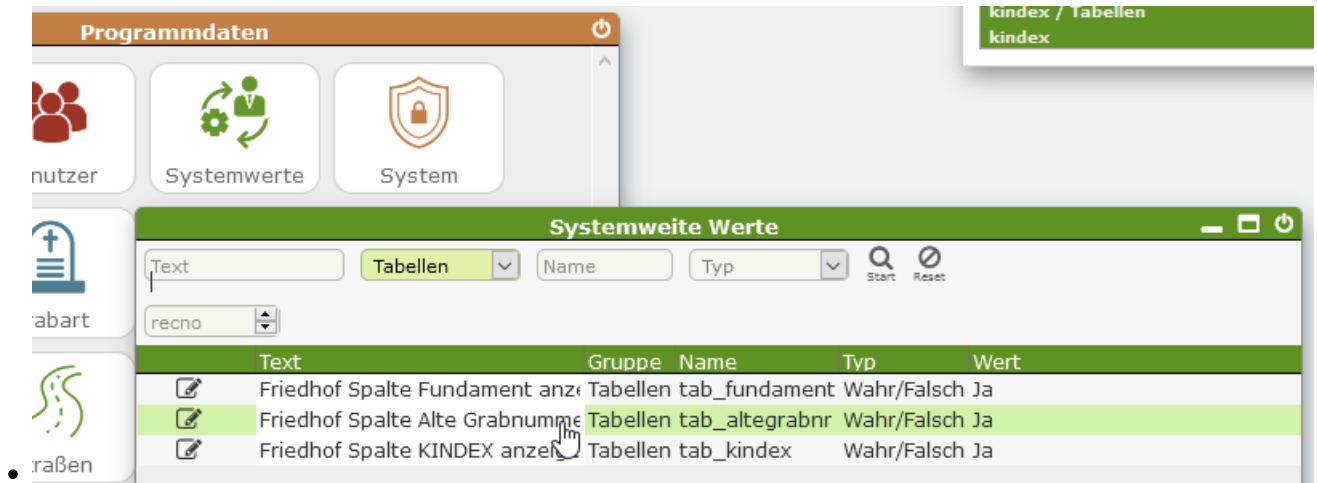 kindex / Tabellen
kindex
Programmdaten
nutzer
Systemwerte
System
abart
raßen
Systemweite Werte
Text Tabellen Name Typ Start Reset
recno
Text Gruppe Name Typ Wert
Friedhof Spalte Fundament anze Tabellen tab_fundament Wahr/Falsch Ja
Friedhof Spalte Alte Grabnumme Tabellen tab_altegrabnr Wahr/Falsch Ja
Friedhof Spalte KINDEX anzeig Tabellen tab_kindex Wahr/Falsch Ja